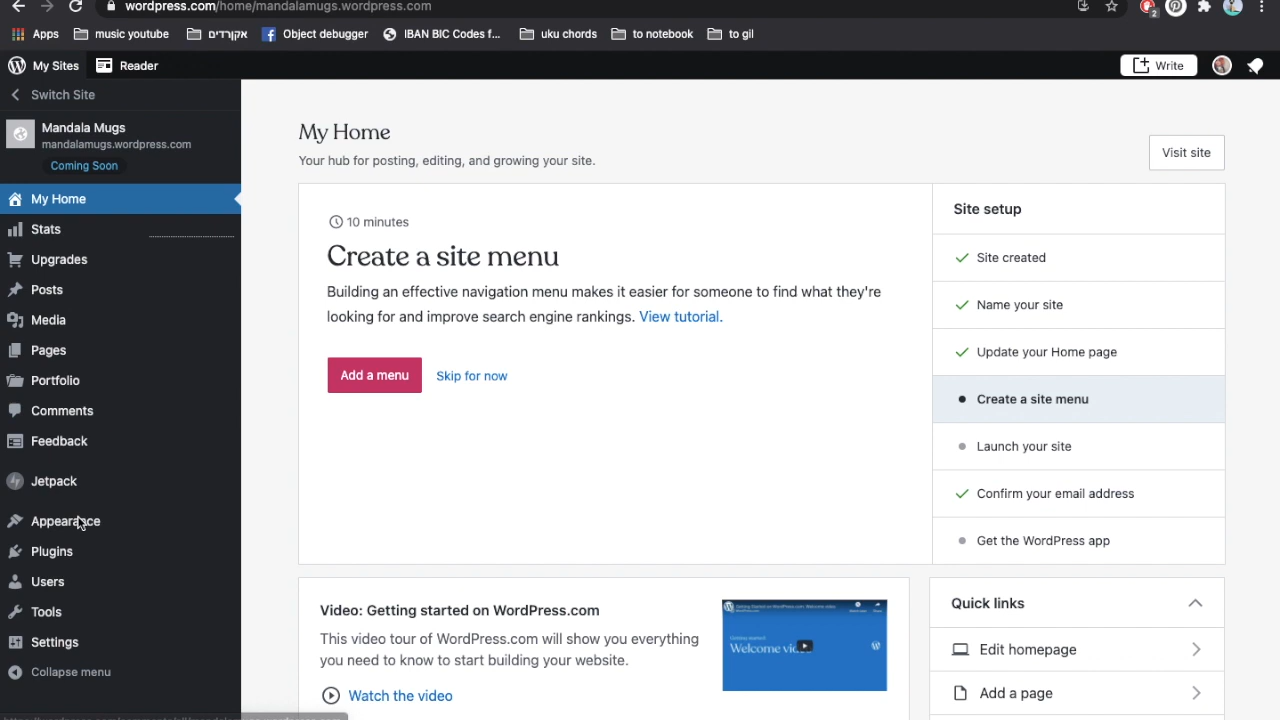 wordpress.com/home/mandalamugs.wordpress.com
2
Apps music youtube אקורדים Object debugger IBAN BIC Codes f... uku chords to notebook to gil
My Sites Reader Write
Switch Site
Mandala Mugs
mandalamugs.wordpress.com
Coming Soon
My Home
Stats
Upgrades
Posts
Media
Pages
Portfolio
Comments
Feedback
Jetpack
Appearance
Plugins
Users
Tools
Settings
Collapse menu
My Home
Your hub for posting, editing, and growing your site.
Visit site
10 minutes
Create a site menu
Building an effective navigation menu makes it easier for someone to find what they're
looking for and improve search engine rankings. View tutorial.
Add a menu Skip for now
Site setup
Site created
Name your site
Update your Home page
Create a site menu
Launch your site
Confirm your email address
Get the WordPress app
Video: Getting started on WordPress.com
This video tour of WordPress.com will show you everything
you need to know to start building your website.
Watch the video
Welcome
Quick links
Edit homepage
Add a page